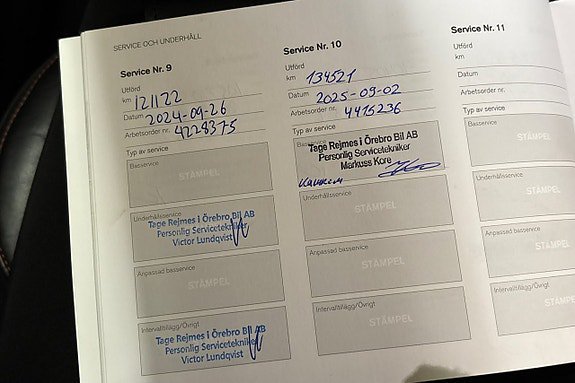 SERVICE OCH UNDERHÅLL
Service Nr. 9
Utförd
km 121122
Datum 2024-09-26
Arbetsorder nr. 4228375
Typ av service
Basservice
STÄMPEL
Underhållsservice
Tage Rejmes i Örebro Bil AB
Personlig Servicetekniker
Victor Lundqvist
Anpassad basservice
STÄMPEL
Intervalltillägg/Övrigt
Tage Rejmes i Örebro Bil AB
Personlig Servicetekniker
Victor Lundqvist
Service Nr. 10
Utförd
km 134521
Datum 2025-09-02
Arbetsorder nr. 4415236
Typ av service
Tage Rejmes i Örebro Bil AB
Personlig Servicetekniker
Markuss Kore
Underhållsservice
STÄMPEL
Anpassad basservice
STÄMPEL
Intervalltillägg/Övrigt
STÄMPEL
Service Nr. 11
Utförd
km
Datum
Arbetsorder nr.
Typ av service
Basservice
STÄMPEL
Underhållsservice
STÄMPEL
Anpassad basservice
STÄMPEL
Intervalltillägg/Övrigt
STÄMPEL